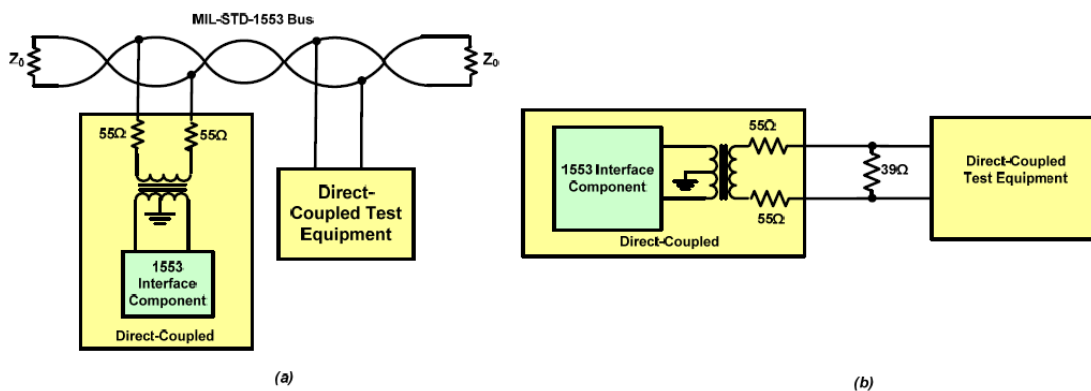 MIL-STD-1553 Bus
Z0
Z0
55Ω
55Ω
1553
Interface
Component
Direct-Coupled
Direct-
Coupled Test
Equipment
(a)
1553 Interface
Component
55Ω
55Ω
Direct-Coupled
39Ω
Direct-Coupled
Test Equipment
(b)